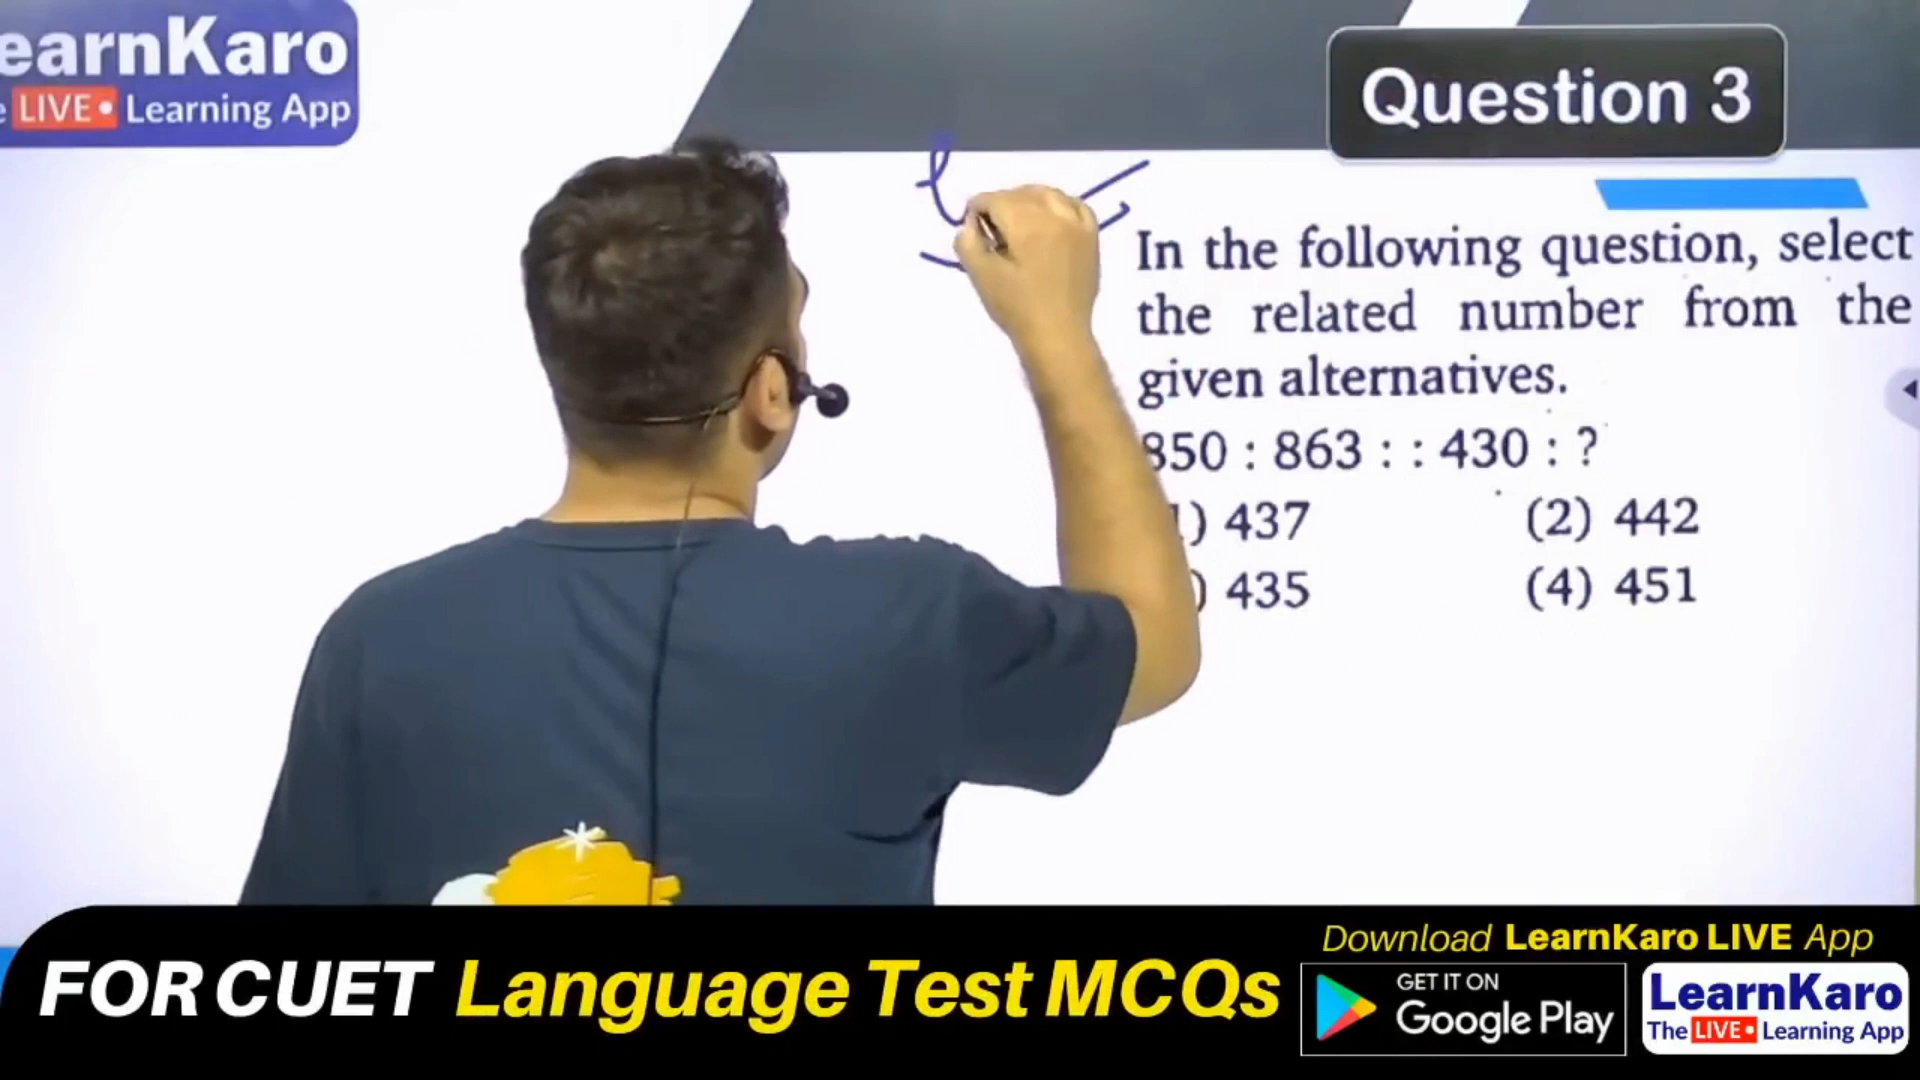 earnKaro
e LIVE • Learning App
Question 3
In the following question, select
the related number from the
given alternatives.
850 : 863 : : 430 : ?
1) 437 (2) 442
) 435 (4) 451
FOR CUET Language Test MCQs
Download LearnKaro LIVE App
GET IT ON
Google Play
LearnKaro
The LIVE • Learning App